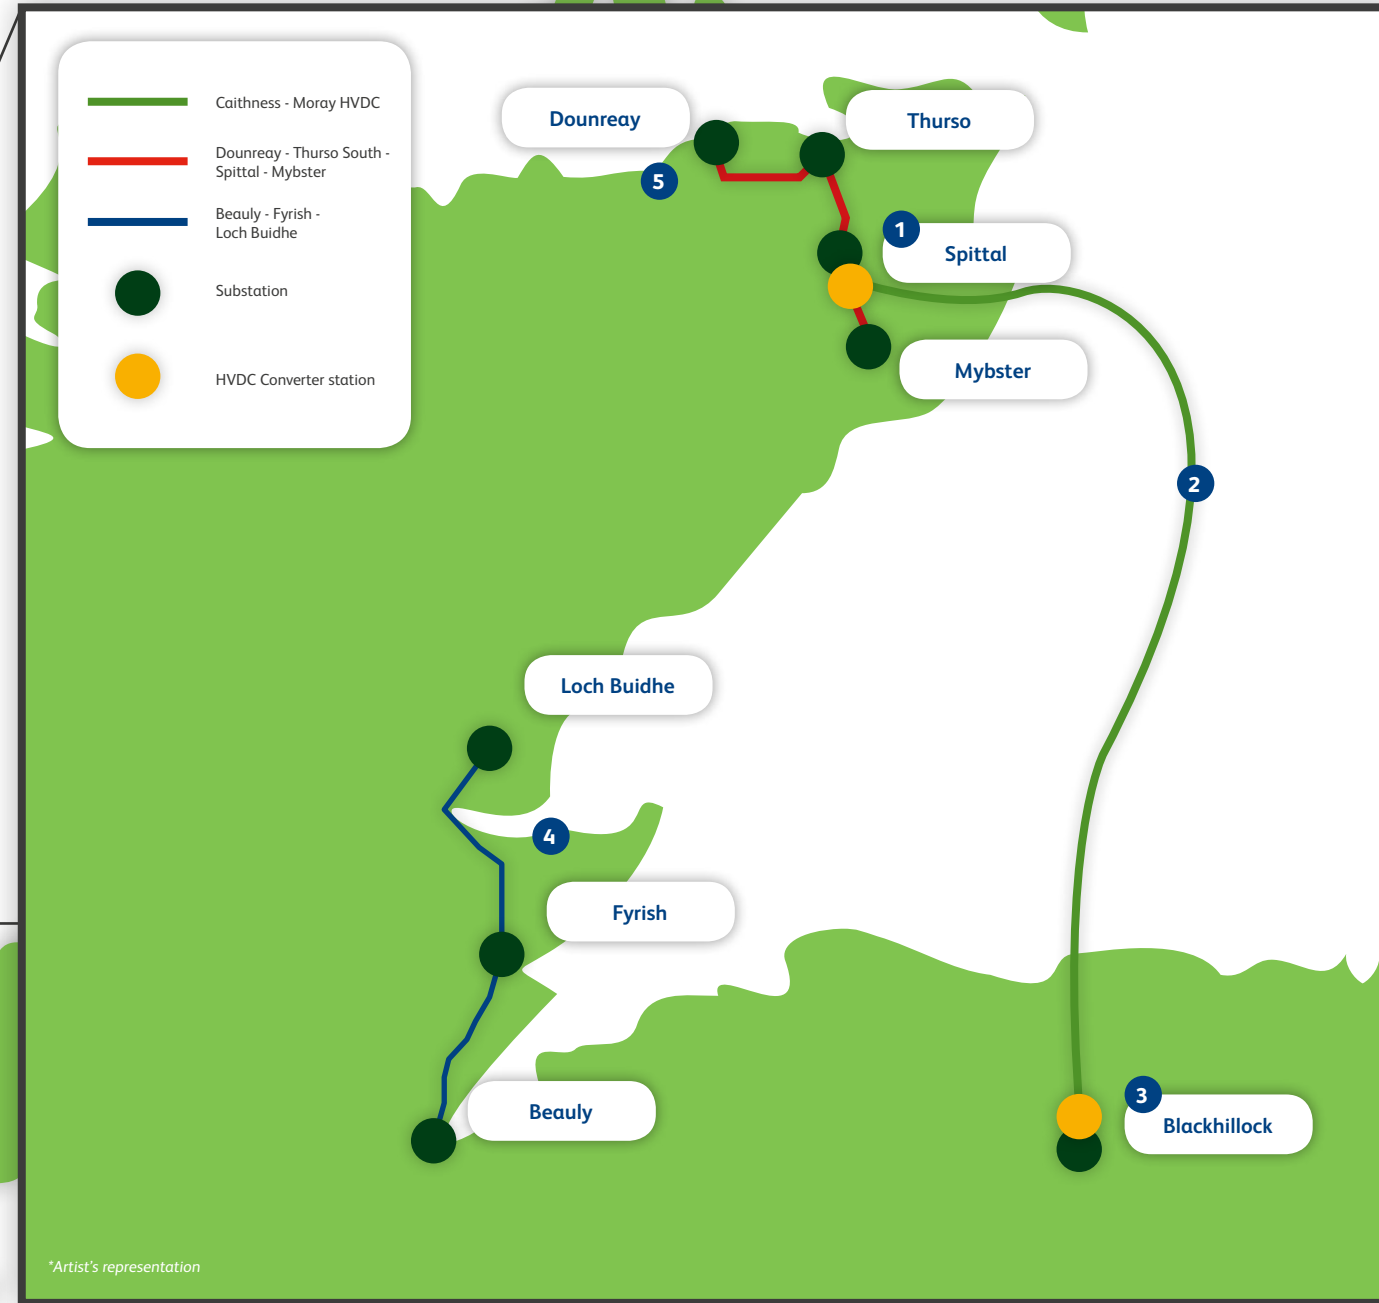 Caithness - Moray HVDC
Dounreay - Thurso South -
Spittal - Mybster
Beauly - Fyrish -
Loch Buidhe
Substation
HVDC Converter station
Dounreay
Thurso
5
1
Spittal
Mybster
2
Loch Buidhe
4
Fyrish
Beauly
3
Blackhillock
*Artist's representation